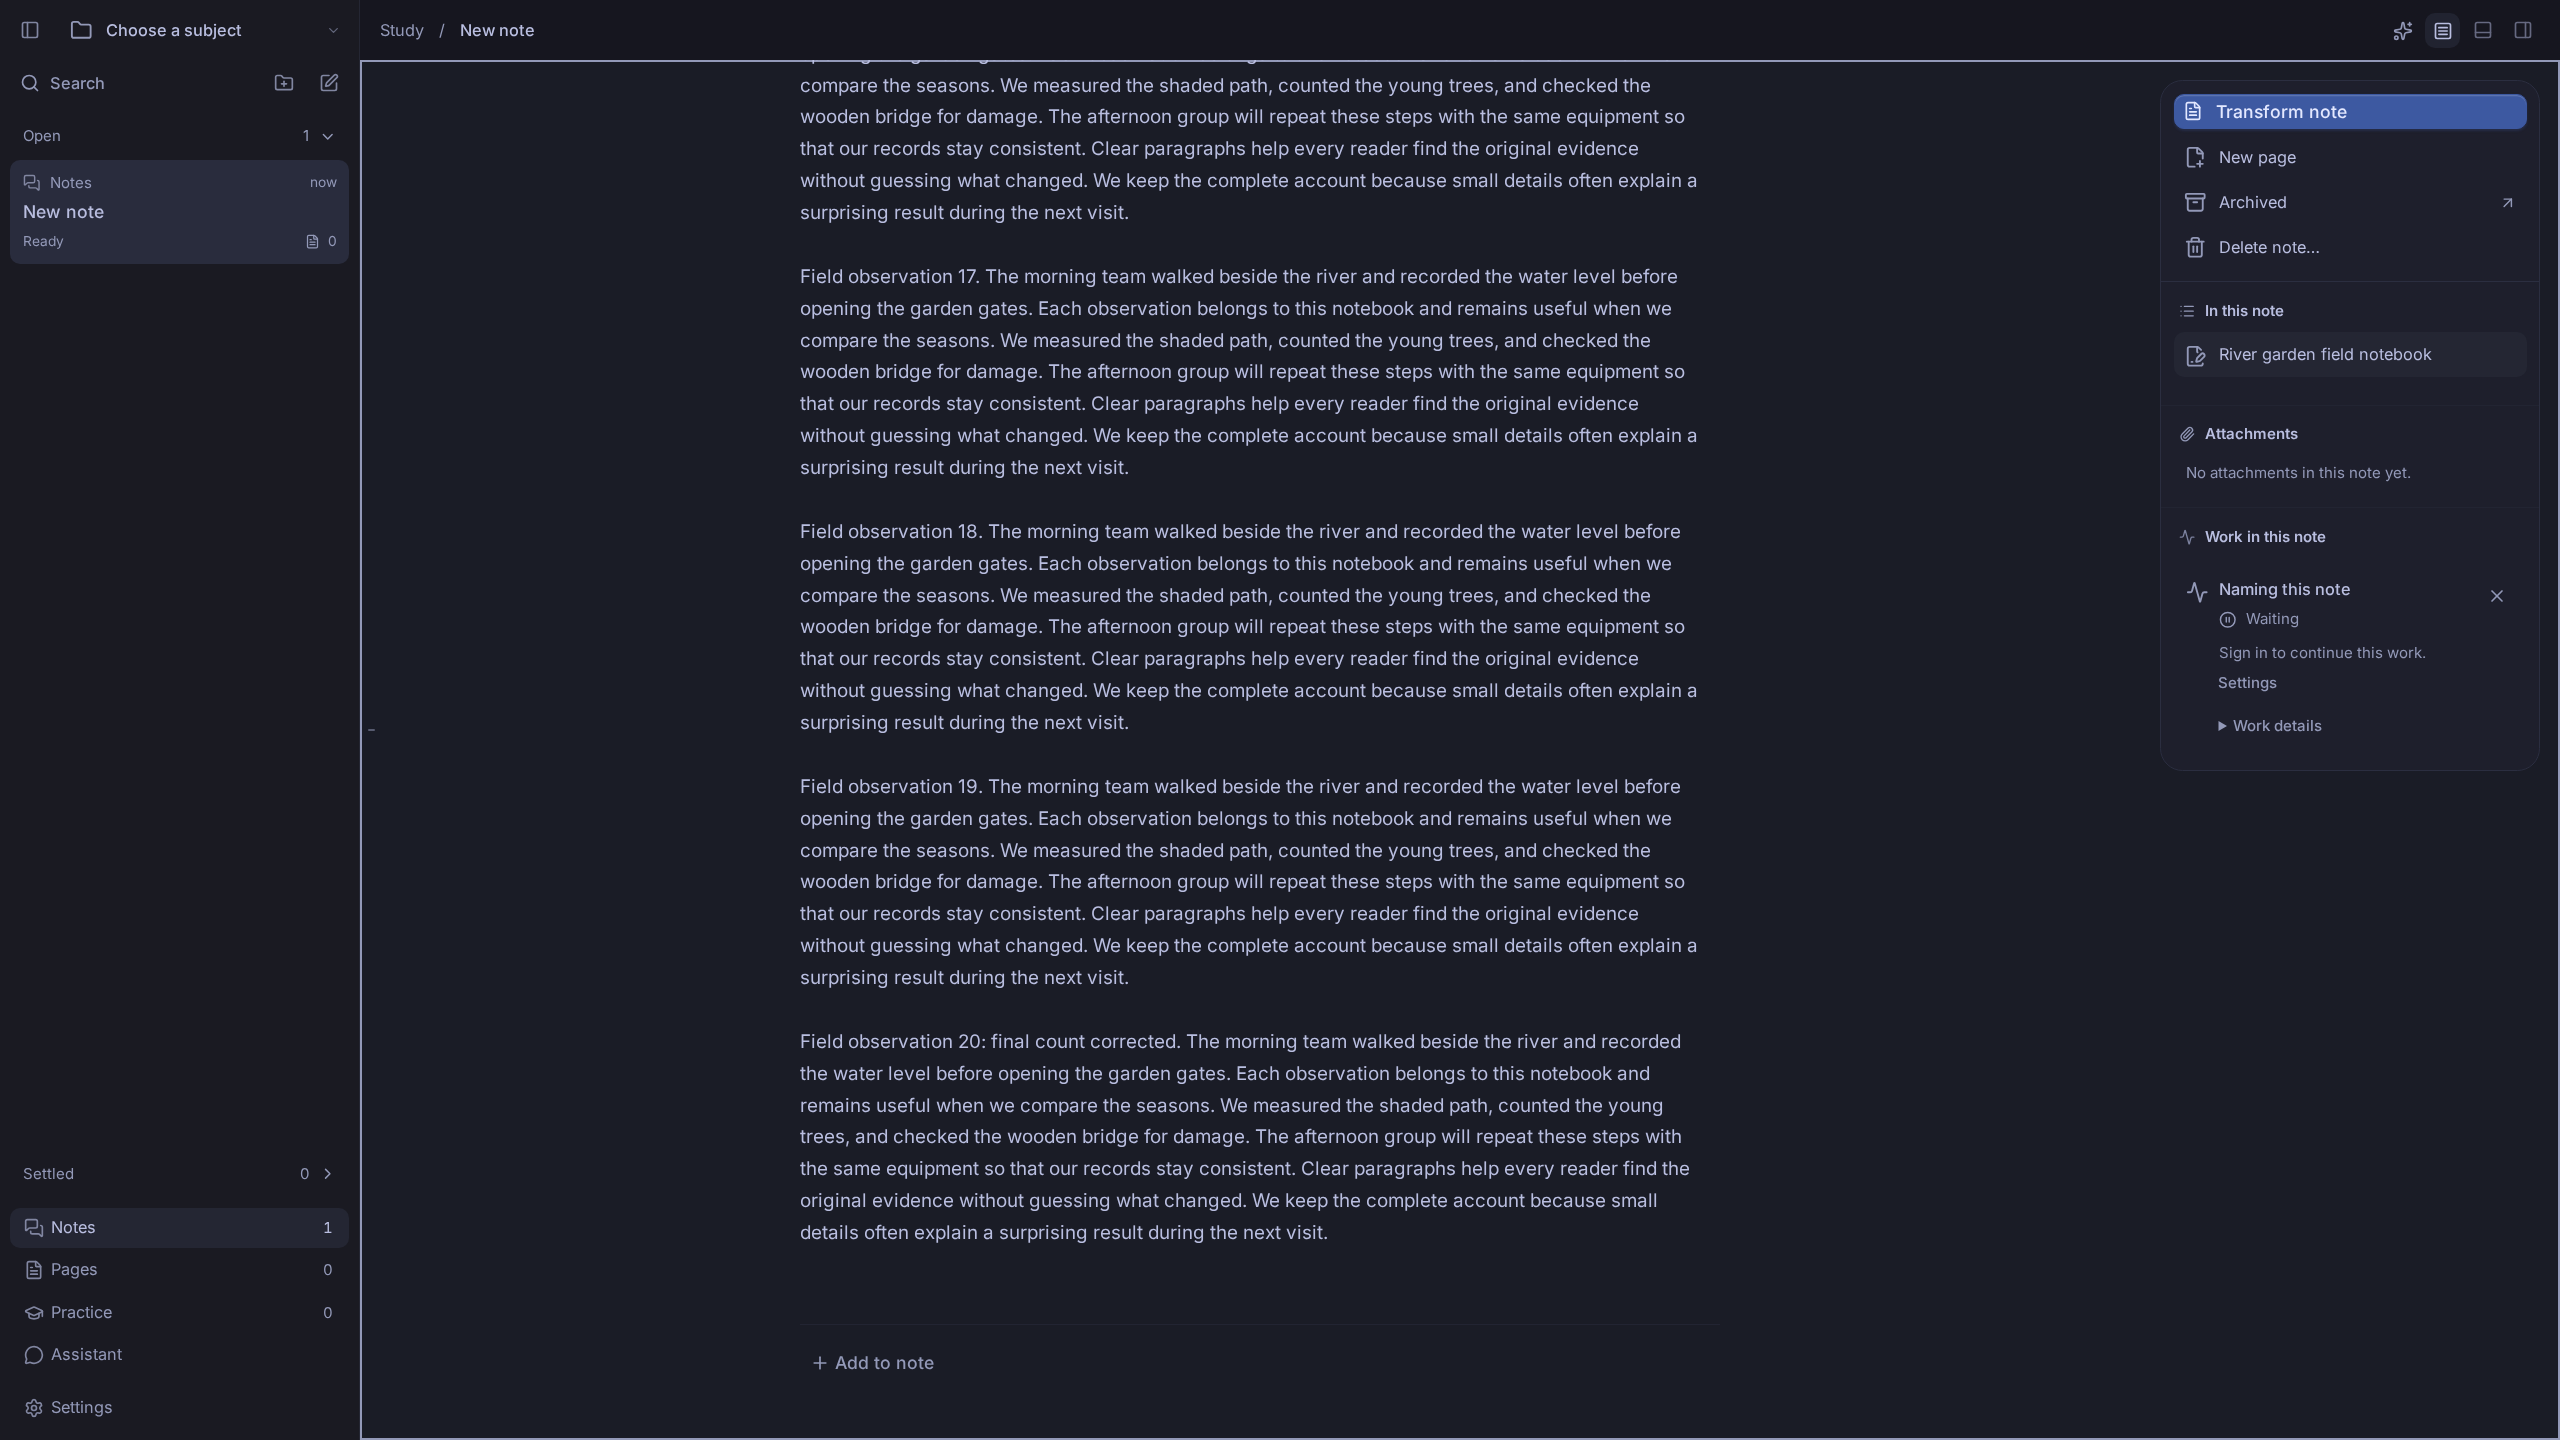 Choose a subject
Study / New note
Search
Open 1
Notes now
New note
Ready 0
Settled 0
Notes 1
Pages 0
Practice 0
Assistant
Settings
compare the seasons. We measured the shaded path, counted the young trees, and checked the
wooden bridge for damage. The afternoon group will repeat these steps with the same equipment so
that our records stay consistent. Clear paragraphs help every reader find the original evidence
without guessing what changed. We keep the complete account because small details often explain a
surprising result during the next visit.
Field observation 17. The morning team walked beside the river and recorded the water level before
opening the garden gates. Each observation belongs to this notebook and remains useful when we
compare the seasons. We measured the shaded path, counted the young trees, and checked the
wooden bridge for damage. The afternoon group will repeat these steps with the same equipment so
that our records stay consistent. Clear paragraphs help every reader find the original evidence
without guessing what changed. We keep the complete account because small details often explain a
surprising result during the next visit.
Field observation 18. The morning team walked beside the river and recorded the water level before
opening the garden gates. Each observation belongs to this notebook and remains useful when we
compare the seasons. We measured the shaded path, counted the young trees, and checked the
wooden bridge for damage. The afternoon group will repeat these steps with the same equipment so
that our records stay consistent. Clear paragraphs help every reader find the original evidence
without guessing what changed. We keep the complete account because small details often explain a
surprising result during the next visit.
Field observation 19. The morning team walked beside the river and recorded the water level before
opening the garden gates. Each observation belongs to this notebook and remains useful when we
compare the seasons. We measured the shaded path, counted the young trees, and checked the
wooden bridge for damage. The afternoon group will repeat these steps with the same equipment so
that our records stay consistent. Clear paragraphs help every reader find the original evidence
without guessing what changed. We keep the complete account because small details often explain a
surprising result during the next visit.
Field observation 20: final count corrected. The morning team walked beside the river and recorded
the water level before opening the garden gates. Each observation belongs to this notebook and
remains useful when we compare the seasons. We measured the shaded path, counted the young
trees, and checked the wooden bridge for damage. The afternoon group will repeat these steps with
the same equipment so that our records stay consistent. Clear paragraphs help every reader find the
original evidence without guessing what changed. We keep the complete account because small
details often explain a surprising result during the next visit.
Add to note
Transform note
New page
Archived
Delete note...
In this note
River garden field notebook
Attachments
No attachments in this note yet.
Work in this note
Naming this note
Waiting
Sign in to continue this work.
Settings
Work details